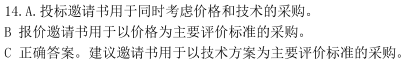 14.A.投标邀请书用于同时考虑价格和技术的采购。
B 报价邀请书用于以价格为主要评价标准的采购。
C 正确答案。建议邀请书用于以技术方案为主要评价标准的采购。